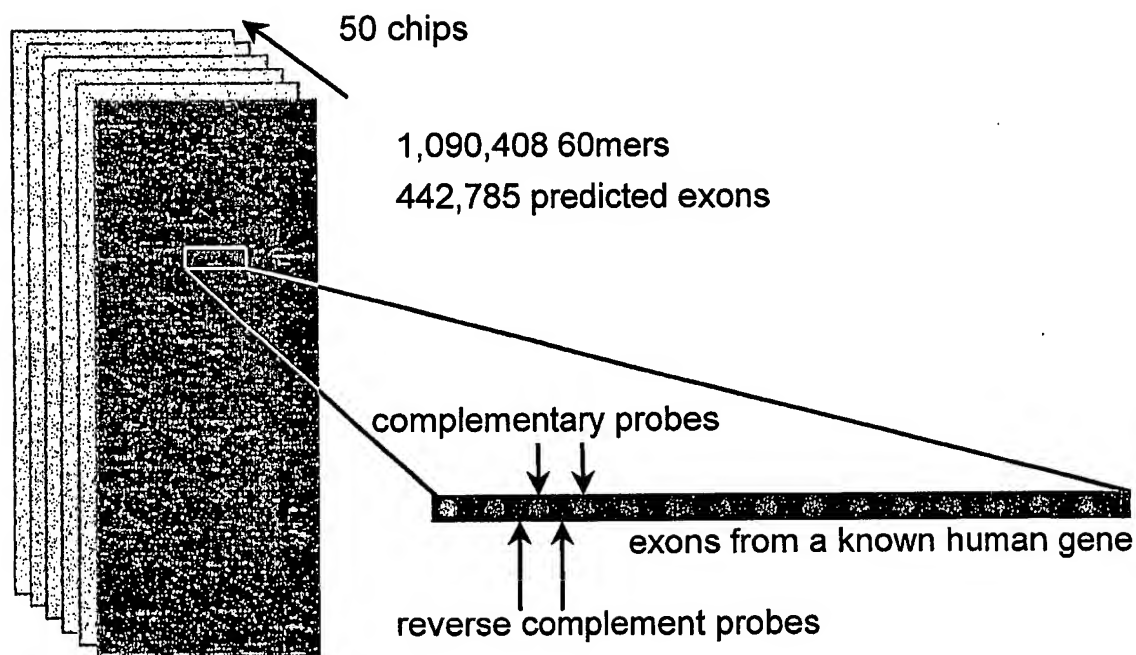 50 chips
1,090,408 60mers
442,785 predicted exons
complementary probes
exons from a known human gene
reverse complement probes